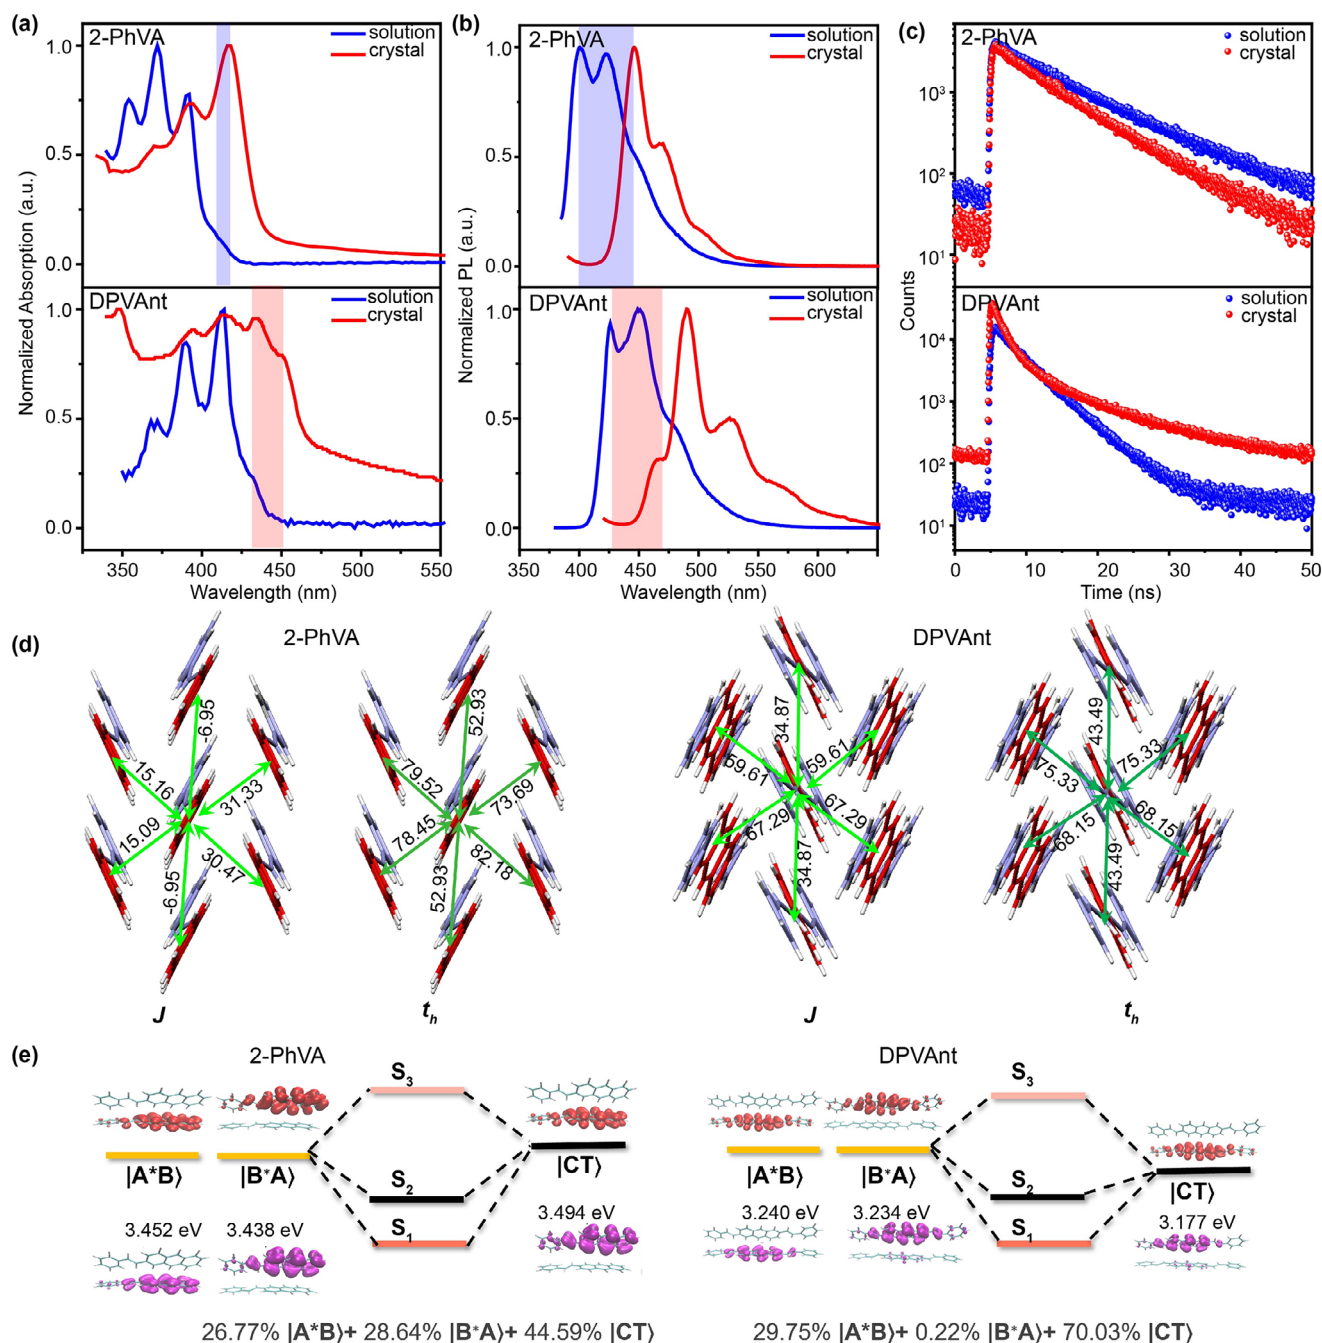 (a)
2-PhVA
solution
crystal
1.0
0.5
0.0
DPVAnt
solution
crystal
1.0
0.5
0.0
Normalized Absorption (a.u.)
350 400 450 500 550
Wavelength (nm)
(b)
2-PhVA
solution
crystal
1.0
0.5
0.0
DPVAnt
solution
crystal
1.0
0.5
0.0
Normalized PL (a.u.)
400 450 500 550 600
Wavelength (nm)
(c)
2-PhVA
solution
crystal
10³
10²
10¹
DPVAnt
solution
crystal
10⁴
10³
10²
10¹
Counts
0 10 20 30 40 50
Time (ns)
(d)
2-PhVA
DPVAnt
-6.95
15.16
31.33
15.09
30.47
-6.95
J
52.93
79.52
73.69
78.45
82.18
52.93
t_h
34.87
59.61
59.61
67.29
67.29
34.87
J
43.49
75.33
75.33
68.15
68.15
43.49
t_h
(e)
2-PhVA
S₃
|A*B⟩
|B*A⟩
|CT⟩
S₂
3.452 eV
3.438 eV
3.494 eV
S₁
26.77% |A*B⟩+ 28.64% |B*A⟩+ 44.59% |CT⟩
DPVAnt
S₃
|A*B⟩
|B*A⟩
|CT⟩
S₂
3.240 eV
3.234 eV
3.177 eV
S₁
29.75% |A*B⟩+ 0.22% |B*A⟩+ 70.03% |CT⟩